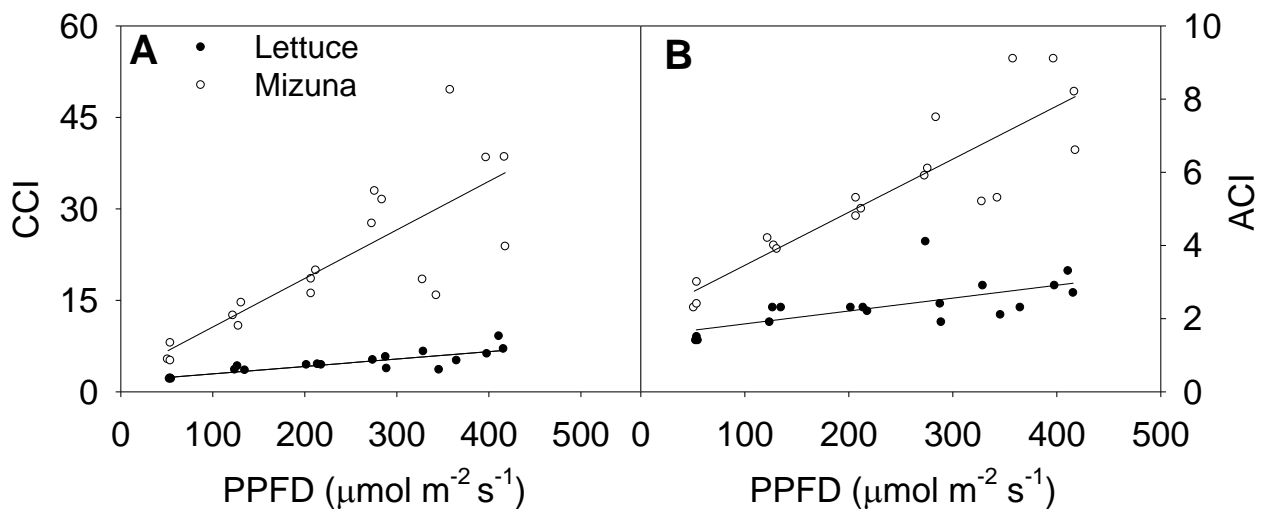 60
45
30
15
0
CCI
A
Lettuce
Mizuna
B
10
8
6
4
2
0
ACI
0 100 200 300 400 500 0 100 200 300 400 500
PPFD (μmol m⁻² s⁻¹) PPFD (μmol m⁻² s⁻¹)